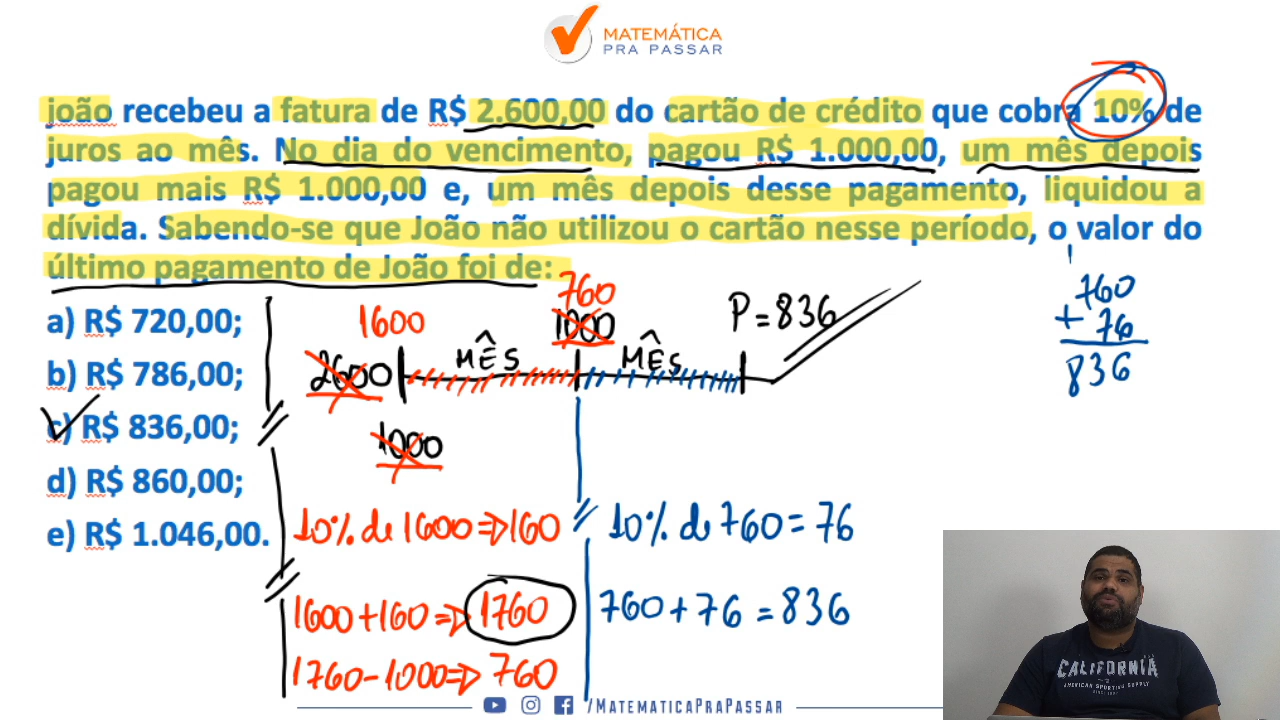 MATEMÁTICA
PRA PASSAR
joão recebeu a fatura de R$ 2.600,00 do cartão de crédito que cobra 10% de
juros ao mês. No dia do vencimento, pagou R$ 1.000,00, um mês depois
pagou mais R$ 1.000,00 e, um mês depois desse pagamento, liquidou a
dívida. Sabendo-se que João não utilizou o cartão nesse período, o valor do
último pagamento de João foi de:
a) R$ 720,00;
b) R$ 786,00;
c) R$ 836,00;
d) R$ 860,00;
e) R$ 1.046,00.
1600
760
1000
P = 836
2600
MÊS
MÊS
1000
1
760
+ 76
836
10% de 1600 => 160
1600 + 160 => 1760
1760 - 1000 => 760
10% de 760 = 76
760 + 76 = 836
/MATEMATICAPRAPASSAR
CALIFORNIA
AMERICAN SPORTING SUPPLY